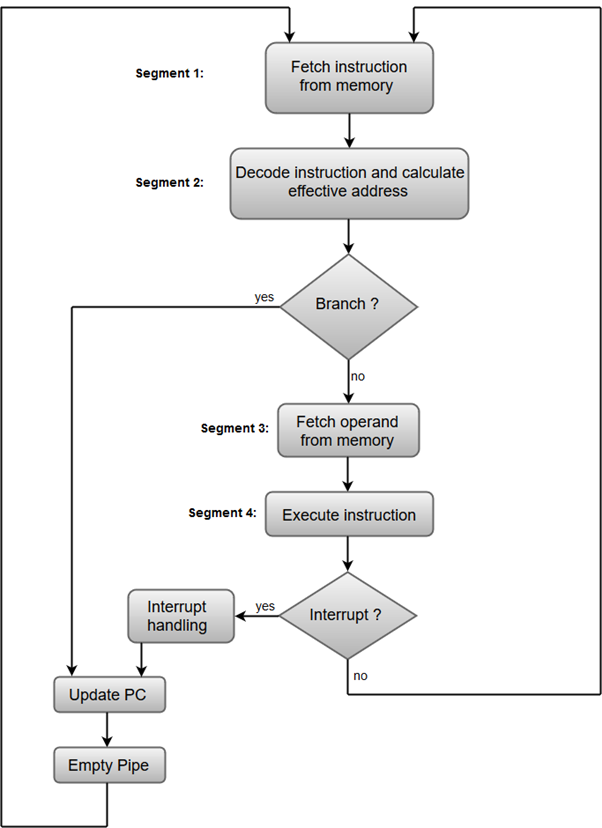 Segment 1:
Fetch instruction
from memory
Segment 2:
Decode instruction and calculate
effective address
Branch ?
yes
no
Segment 3:
Fetch operand
from memory
Segment 4:
Execute instruction
Interrupt ?
yes
Interrupt
handling
no
Update PC
Empty Pipe